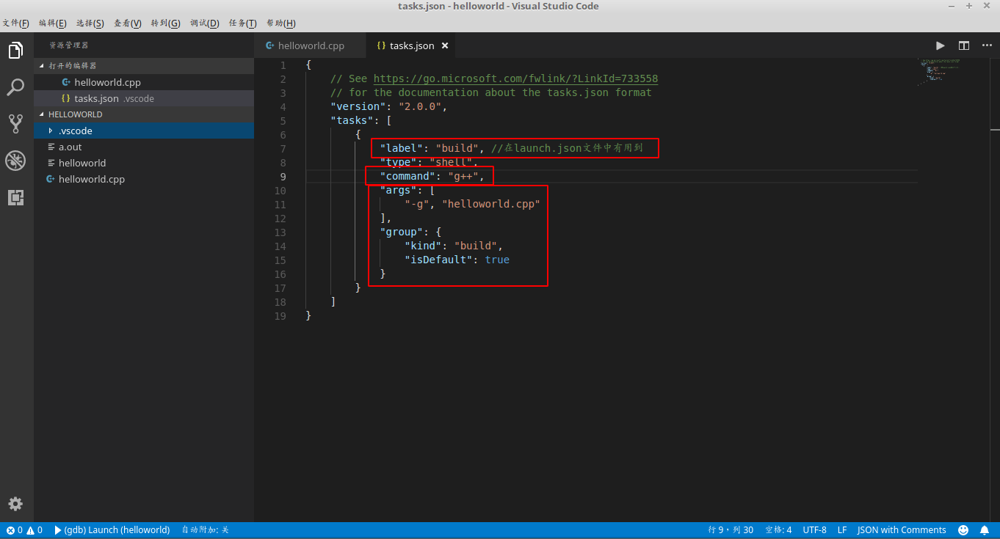 tasks.json - helloworld - Visual Studio Code
文件(F) 编辑(E) 选择(S) 查看(V) 转到(G) 调试(D) 任务(T) 帮助(H)
资源管理器
打开的编辑器
helloworld.cpp
tasks.json .vscode
HELLOWORLD
.vscode
a.out
helloworld
helloworld.cpp
helloworld.cpp tasks.json
1 {
2 // See https://go.microsoft.com/fwlink/?LinkId=733558
3 // for the documentation about the tasks.json format
4 "version": "2.0.0",
5 "tasks": [
6 {
7 "label": "build", //在launch.json文件中有用到
8 "type": "shell",
9 "command": "g++",
10 "args": [
11 "-g", "helloworld.cpp"
12 ],
13 "group": {
14 "kind": "build",
15 "isDefault": true
16 }
17 }
18 ]
19 }
0 0 (gdb) Launch (helloworld) 自动附加: 关 行 9，列 30 空格: 4 UTF-8 LF JSON with Comments